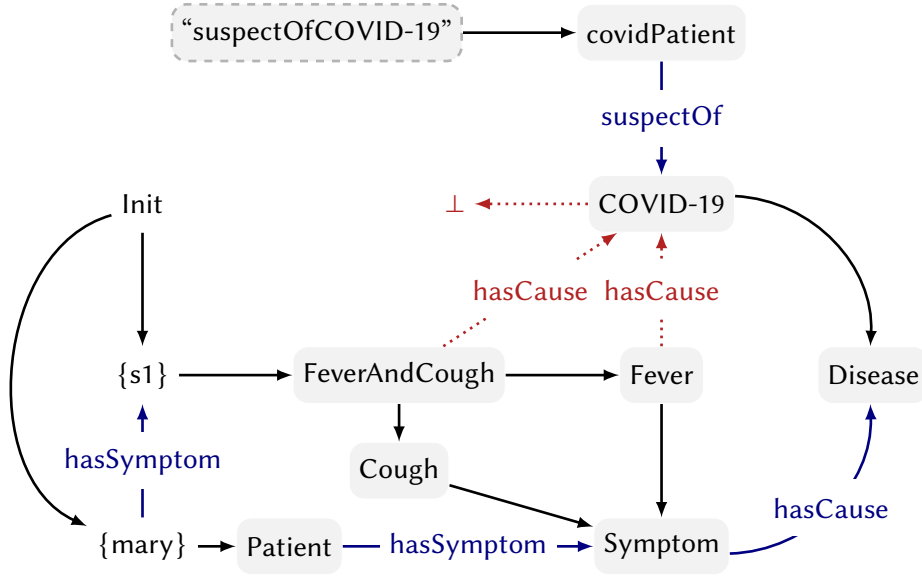 “suspectOfCOVID-19”
covidPatient
suspectOf
Init
⊥
COVID-19
hasCause
hasCause
{s1}
FeverAndCough
Fever
Disease
hasSymptom
Cough
hasCause
{mary}
Patient
hasSymptom
Symptom